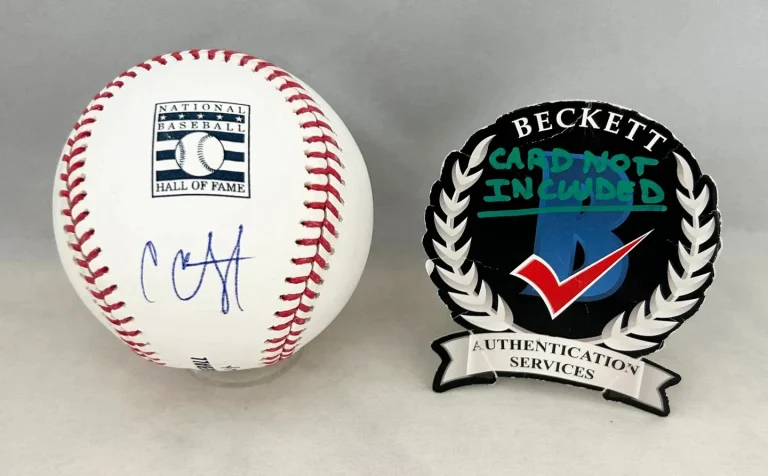 NATIONAL
BASEBALL
HALL OF FAME
BECKETT
CARD NOT
INCLUDED
B
AUTHENTICATION
SERVICES